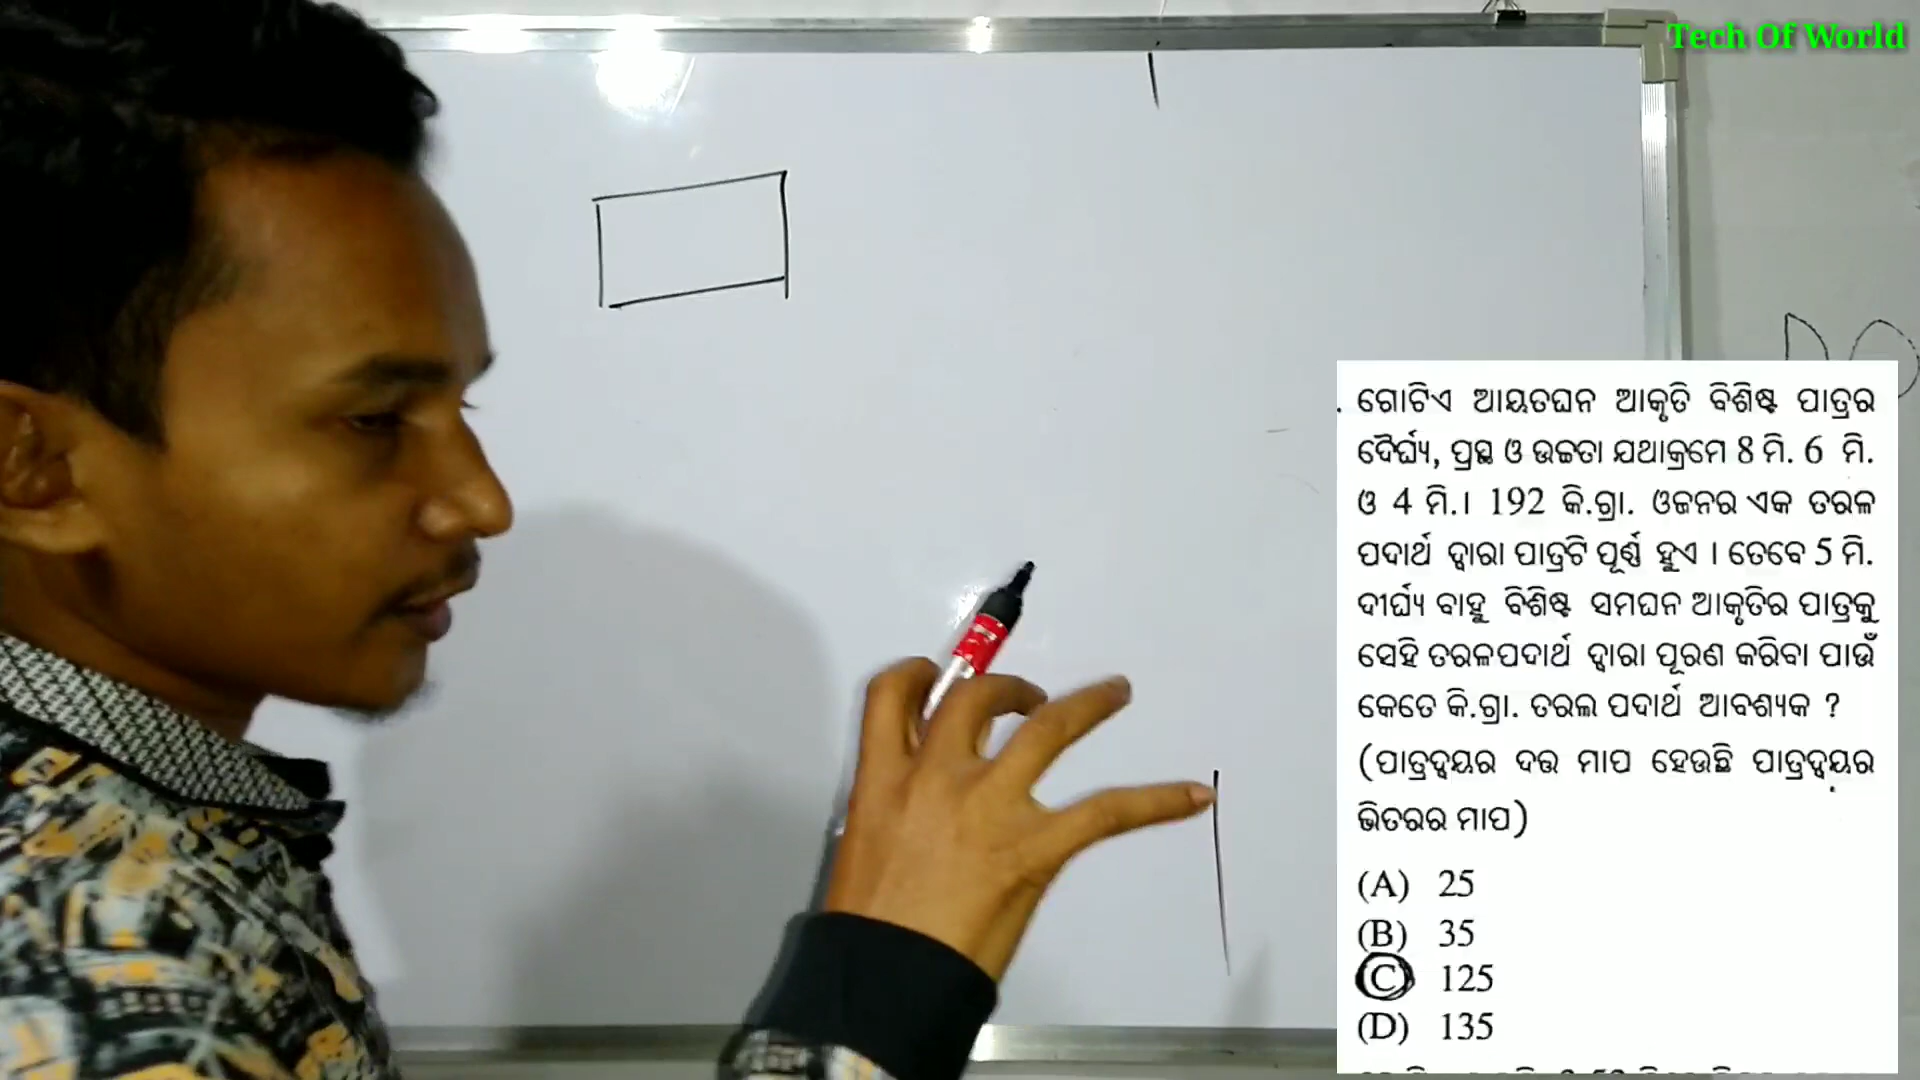 Tech Of World
. ଗୋଟିଏ ଆୟତଘନ ଆକୃତି ବିଶିଷ୍ଟ ପାତ୍ରର
ଦୈର୍ଘ୍ୟ, ପ୍ରସ୍ଥ ଓ ଉଚ୍ଚତା ଯଥାକ୍ରମେ 8 ମି. 6 ମି.
ଓ 4 ମି.। 192 କି.ଗ୍ରା. ଓଜନର ଏକ ତରଳ
ପଦାର୍ଥ ଦ୍ୱାରା ପାତ୍ରଟି ପୂର୍ଣ୍ଣ ହୁଏ । ତେବେ 5 ମି.
ଦୀର୍ଘ୍ୟ ବାହୁ ବିଶିଷ୍ଟ ସମଘନ ଆକୃତିର ପାତ୍ରକୁ
ସେହି ତରଳପଦାର୍ଥ ଦ୍ୱାରା ପୂରଣ କରିବା ପାଇଁ
କେତେ କି.ଗ୍ରା. ତରଲ ପଦାର୍ଥ ଆବଶ୍ୟକ ?
(ପାତ୍ରଦ୍ୱୟର ଦତ୍ତ ମାପ ହେଉଛି ପାତ୍ରଦ୍ୱୟର
ଭିତରର ମାପ)
(A) 25
(B) 35
(C) 125
(D) 135